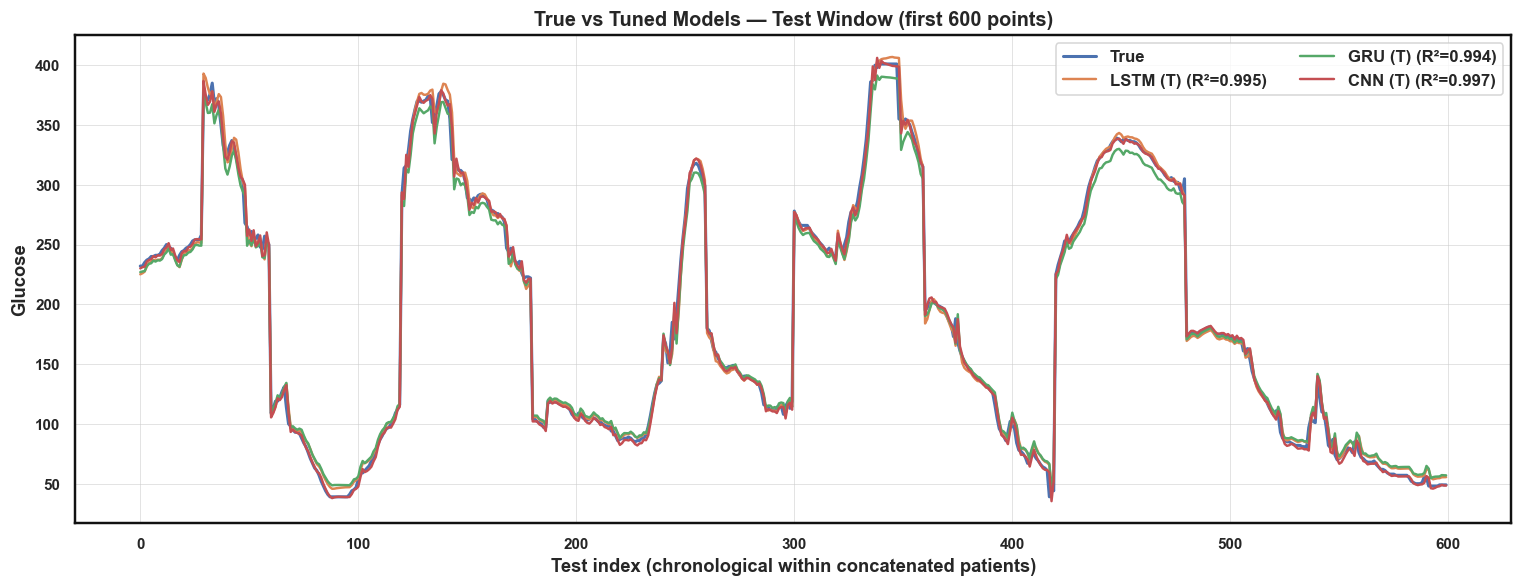 True vs Tuned Models — Test Window (first 600 points)
True
LSTM (T) (R²=0.995)
GRU (T) (R²=0.994)
CNN (T) (R²=0.997)
Glucose
400
350
300
250
200
150
100
50
0 100 200 300 400 500 600
Test index (chronological within concatenated patients)